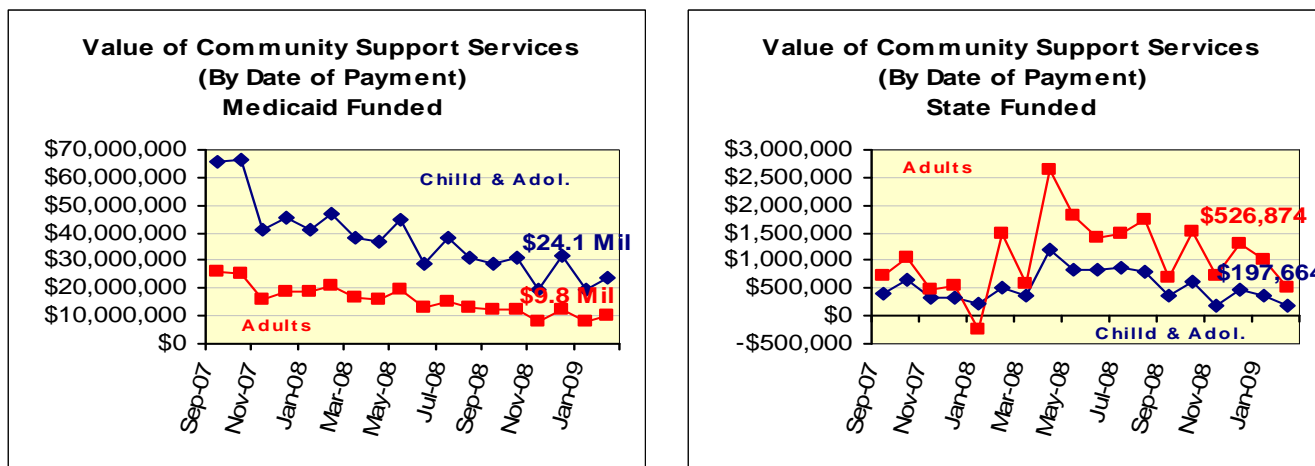 Value of Community Support Services
(By Date of Payment)
Medicaid Funded
$70,000,000
$60,000,000
$50,000,000
$40,000,000
$30,000,000
$20,000,000
$10,000,000
$0
Chilld & Adol.
$24.1 Mil
$9.8 Mil
Adults
Sep-07
Nov-07
Jan-08
Mar-08
May-08
Jul-08
Sep-08
Nov-08
Jan-09
Value of Community Support Services
(By Date of Payment)
State Funded
$3,000,000
$2,500,000
$2,000,000
$1,500,000
$1,000,000
$500,000
$0
-$500,000
Adults
$526,874
$197,664
Chilld & Adol.
Sep-07
Nov-07
Jan-08
Mar-08
May-08
Jul-08
Sep-08
Nov-08
Jan-09